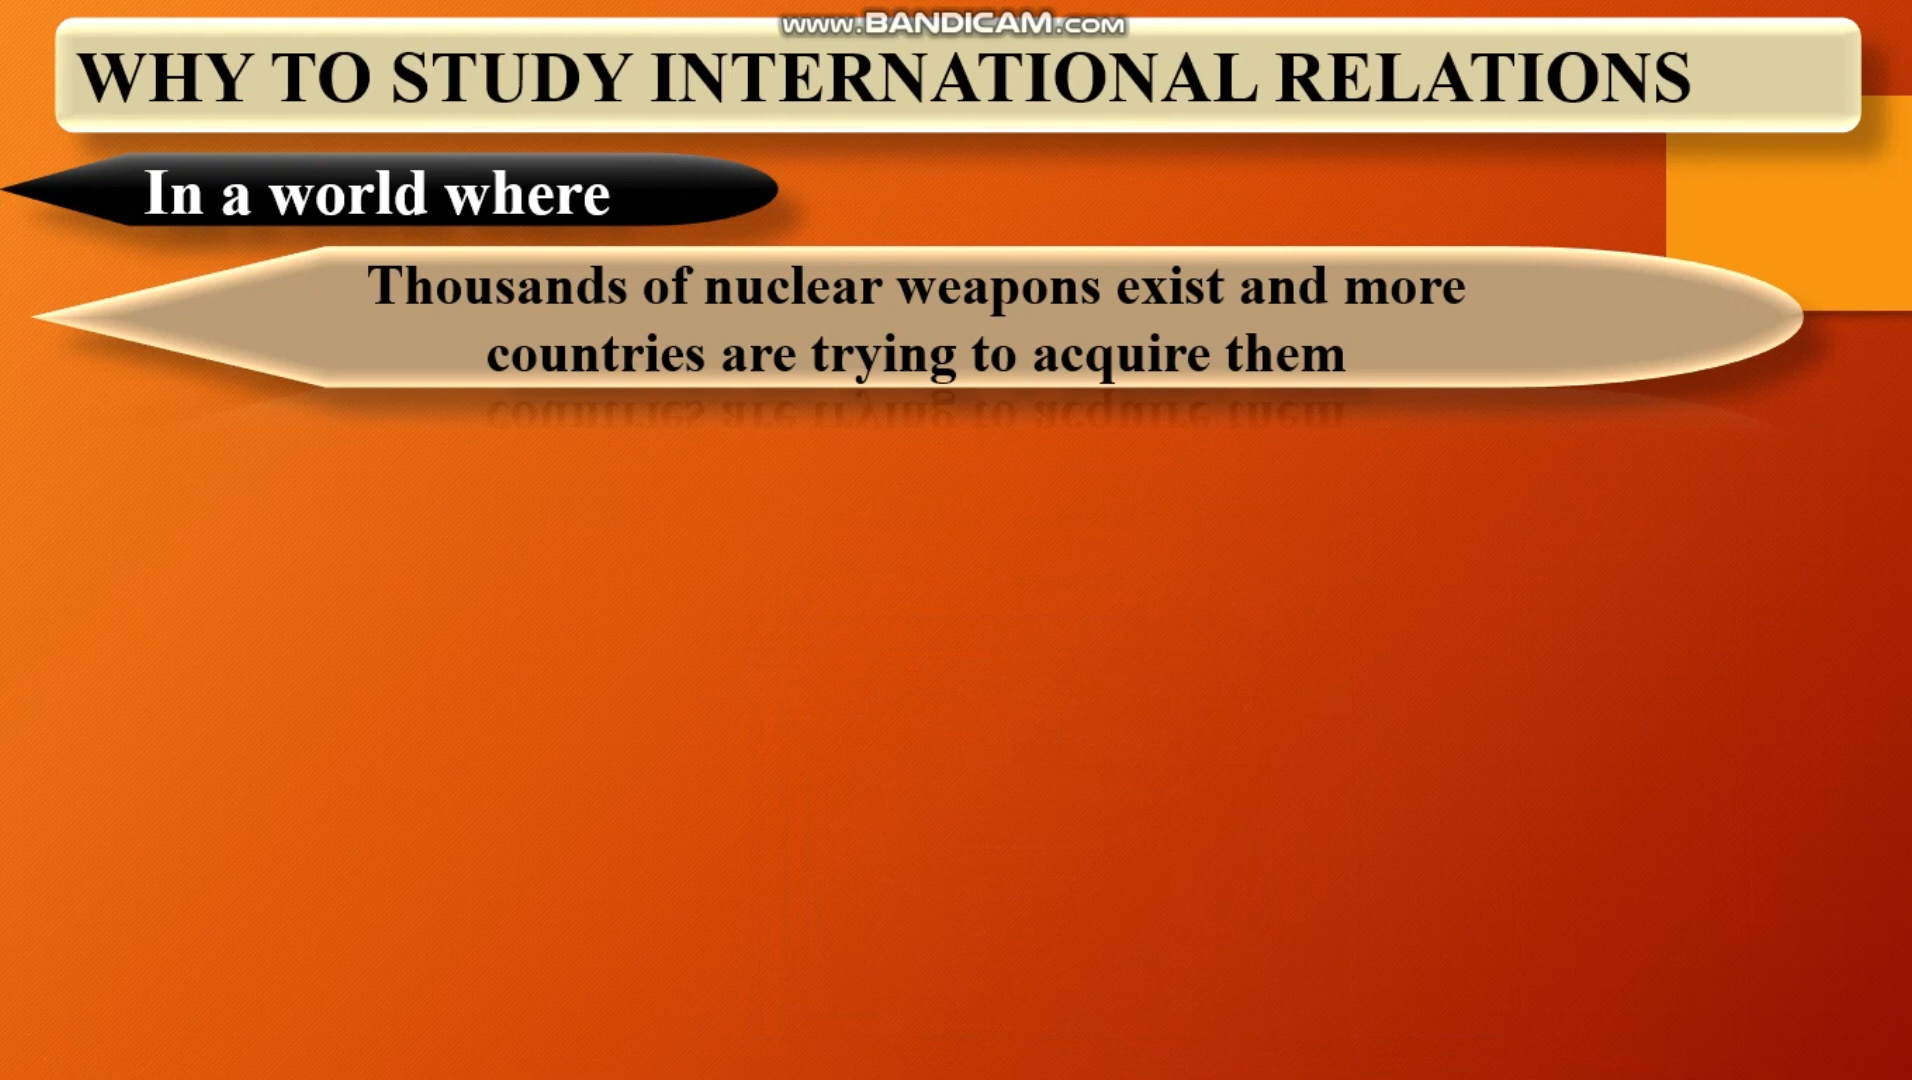 www.BANDICAM.com
WHY TO STUDY INTERNATIONAL RELATIONS
In a world where
Thousands of nuclear weapons exist and more
countries are trying to acquire them